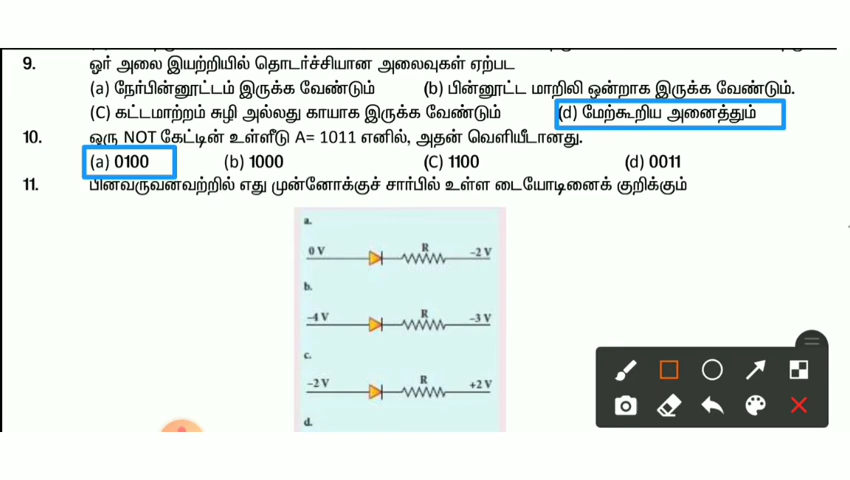 9. ஓர் அலை இயற்றியில் தொடர்ச்சியான அலைவுகள் ஏற்பட
(a) நேர்பின்னூட்டம் இருக்க வேண்டும் (b) பின்னூட்ட மாறிலி ஒன்றாக இருக்க வேண்டும்.
(C) கட்டமாற்றம் சுழி அல்லது காயாக இருக்க வேண்டும் (d) மேற்கூறிய அனைத்தும்
10. ஒரு NOT கேட்டின் உள்ளீடு A= 1011 எனில், அதன் வெளியீடானது.
(a) 0100 (b) 1000 (C) 1100 (d) 0011
11. பின்வருவனவற்றில் எது முன்னோக்குச் சார்பில் உள்ள டையோடினைக் குறிக்கும்
a.
0 V R –2 V
b.
–4 V R –3 V
c.
–2 V R +2 V
d.